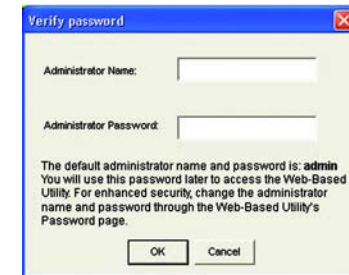 Verify password
Administrator Name:
Administrator Password:
The default administrator name and password is: admin
You will use this password later to access the Web-Based
Utility. For enhanced security, change the administrator
name and password through the Web-Based Utility's
Password page.
OK
Cancel